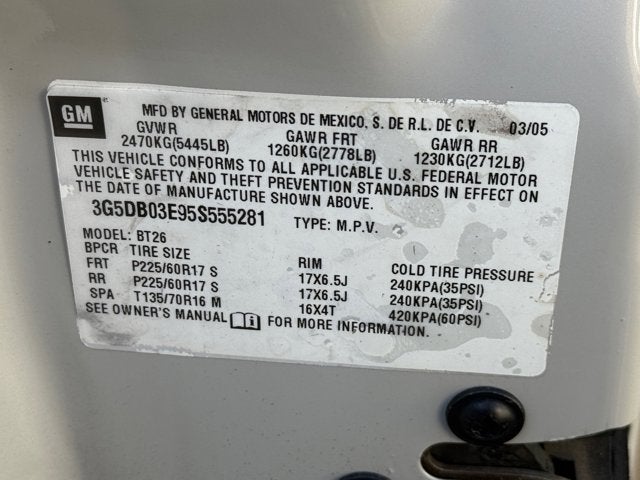 GM
MFD BY GENERAL MOTORS DE MEXICO, S. DE R.L. DE C.V. 03/05
GVWR GAWR FRT GAWR RR
2470KG(5445LB) 1260KG(2778LB) 1230KG(2712LB)
THIS VEHICLE CONFORMS TO ALL APPLICABLE U.S. FEDERAL MOTOR
VEHICLE SAFETY AND THEFT PREVENTION STANDARDS IN EFFECT ON
THE DATE OF MANUFACTURE SHOWN ABOVE.
3G5DB03E95S555281 TYPE: M.P.V.
MODEL: BT26
BPCR TIRE SIZE RIM COLD TIRE PRESSURE
FRT P225/60R17 S 17X6.5J 240KPA(35PSI)
RR P225/60R17 S 17X6.5J 240KPA(35PSI)
SPA T135/70R16 M 16X4T 420KPA(60PSI)
SEE OWNER'S MANUAL FOR MORE INFORMATION.